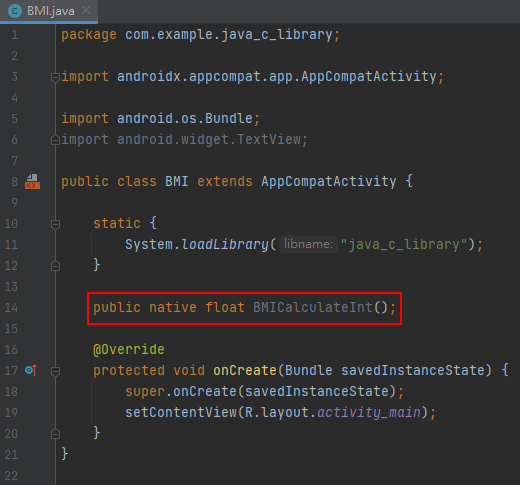 BMI.java
1 package com.example.java_c_library;
2
3 import androidx.appcompat.app.AppCompatActivity;
4
5 import android.os.Bundle;
6 import android.widget.TextView;
7
8 public class BMI extends AppCompatActivity {
9
10 static {
11 System.loadLibrary( libname: "java_c_library");
12 }
13
14 public native float BMICalculateInt();
15
16 @Override
17 protected void onCreate(Bundle savedInstanceState) {
18 super.onCreate(savedInstanceState);
19 setContentView(R.layout.activity_main);
20 }
21 }
22